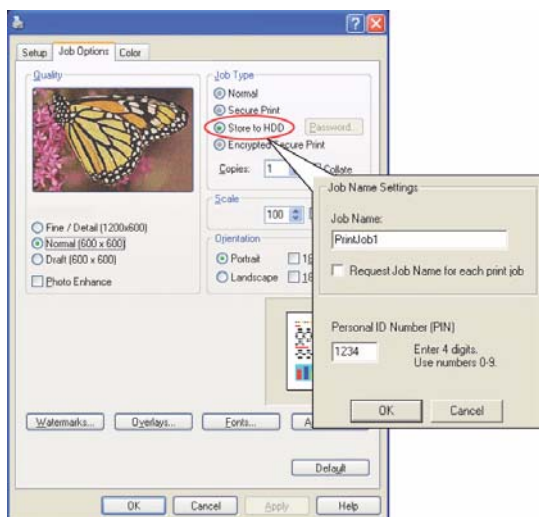 Setup Job Options Color
Quality
Fine / Detail (1200x600)
Normal (600 x 600)
Draft (600 x 600)
Photo Enhance
Job Type
Normal
Secure Print
Store to HDD Password...
Encrypted Secure Print
Copies: 1 Collate
Scale
100
Orientation
Portrait
Landscape
Job Name Settings
Job Name:
PrintJob1
Request Job Name for each print job
Personal ID Number (PIN)
1234 Enter 4 digits.
Use numbers 0-9.
OK Cancel
Watermarks... Overlays... Fonts...
Default
OK Cancel Apply Help